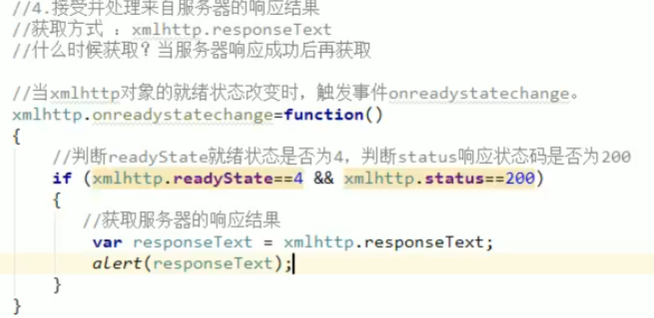 //4.接受并处理来自服务器的响应结果
//获取方式 ：xmlhttp.responseText
//什么时候获取？当服务器响应成功后再获取
//当xmlhttp对象的就绪状态改变时，触发事件onreadystatechange。
xmlhttp.onreadystatechange=function()
{
//判断readyState就绪状态是否为4，判断status响应状态码是否为200
if (xmlhttp.readyState==4 && xmlhttp.status==200)
{
//获取服务器的响应结果
var responseText = xmlhttp.responseText;
alert(responseText);
}
}